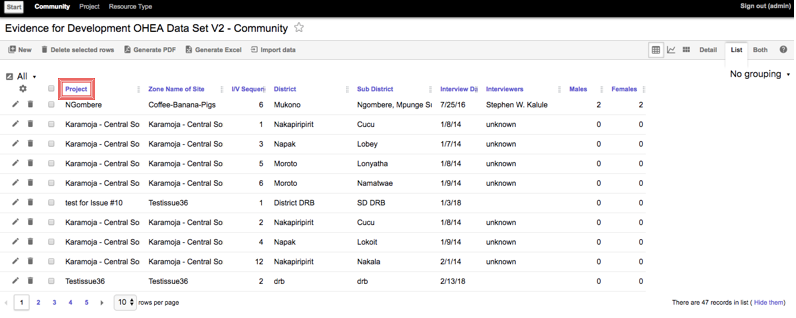 Start Community Project Resource Type Sign out (admin)
Evidence for Development OHEA Data Set V2 - Community
New Delete selected rows Generate PDF Generate Excel Import data Detail List Both
All No grouping
Project Zone Name of Site I/V Sequen District Sub District Interview Da Interviewers Males Females
NGombere Coffee-Banana-Pigs 6 Mukono Ngombere, Mpunge Su 7/25/16 Stephen W. Kalule 2 2
Karamoja - Central So Karamoja - Central So 1 Nakapiripirit Cucu 1/8/14 unknown 0 0
Karamoja - Central So Karamoja - Central So 3 Napak Lobey 1/7/14 unknown 0 0
Karamoja - Central So Karamoja - Central So 5 Moroto Lonyatha 1/8/14 unknown 0 0
Karamoja - Central So Karamoja - Central So 6 Moroto Namatwae 1/9/14 unknown 0 0
test for Issue #10 Testissue36 1 District DRB SD DRB 1/3/18 0 0
Karamoja - Central So Karamoja - Central So 2 Nakapiripirit Cucu 1/8/14 unknown 0 0
Karamoja - Central So Karamoja - Central So 4 Napak Lokoit 1/9/14 unknown 0 0
Karamoja - Central So Karamoja - Central So 12 Nakapiripirit Nakala 2/1/14 unknown 0 0
Testissue36 Testissue36 2 drb drb 2/13/18 0 0
1 2 3 4 5 10 rows per page There are 47 records in list ( Hide them)